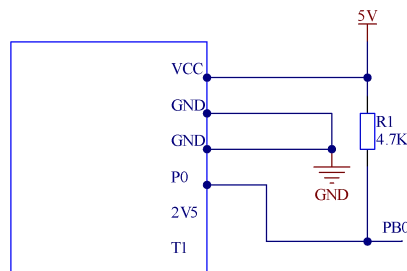 5V
VCC
GND
R1
4.7K
GND
GND
P0
2V5
PB0
T1